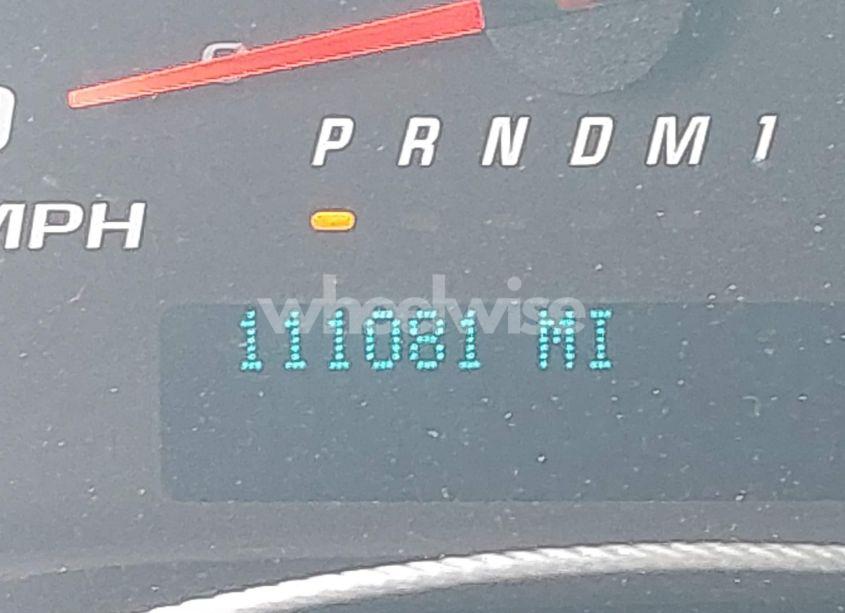 P R N D M 1
MPH
wheelwise
111081 MI